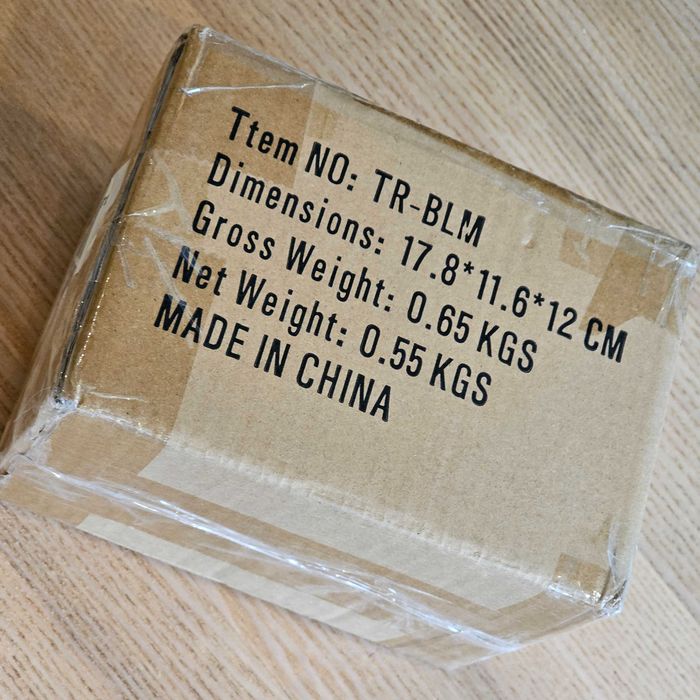 Ttem NO: TR-BLM
Dimensions: 17.8*11.6*12 CM
Gross Weight: 0.65 KGS
Net Weight: 0.55 KGS
MADE IN CHINA